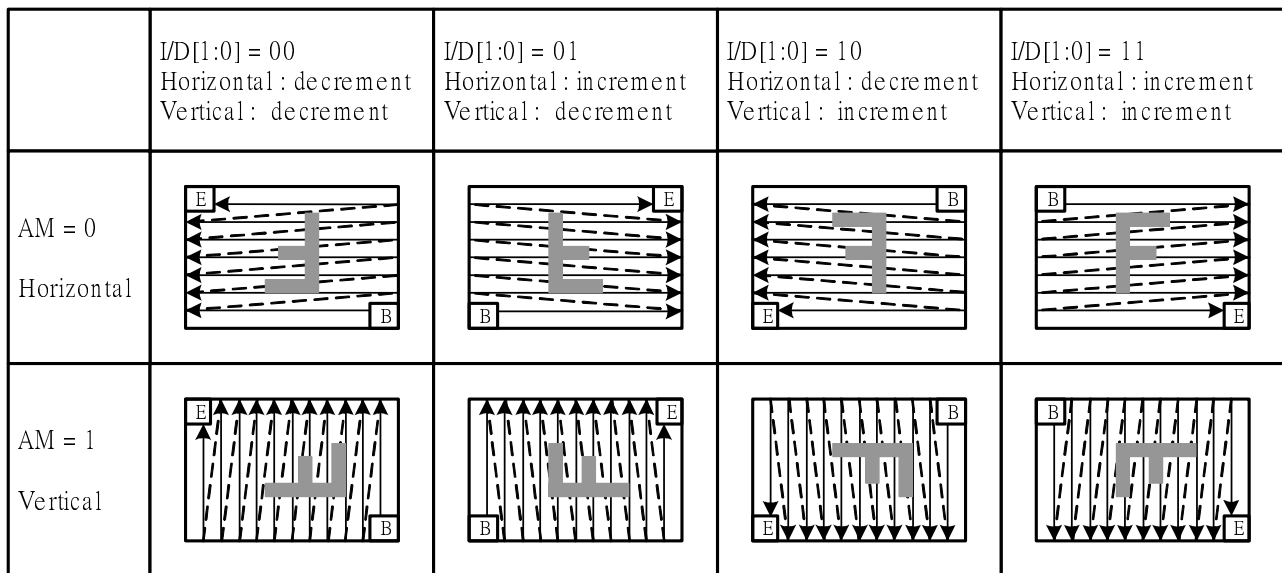 I/D[1:0] = 00
Horizontal : decrement
Vertical : decrement
I/D[1:0] = 01
Horizontal : increment
Vertical : decrement
I/D[1:0] = 10
Horizontal : decrement
Vertical : increment
I/D[1:0] = 11
Horizontal : increment
Vertical : increment
AM = 0
Horizontal
E
B
E
B
B
E
B
E
AM = 1
Vertical
E
B
E
B
B
E
B
E